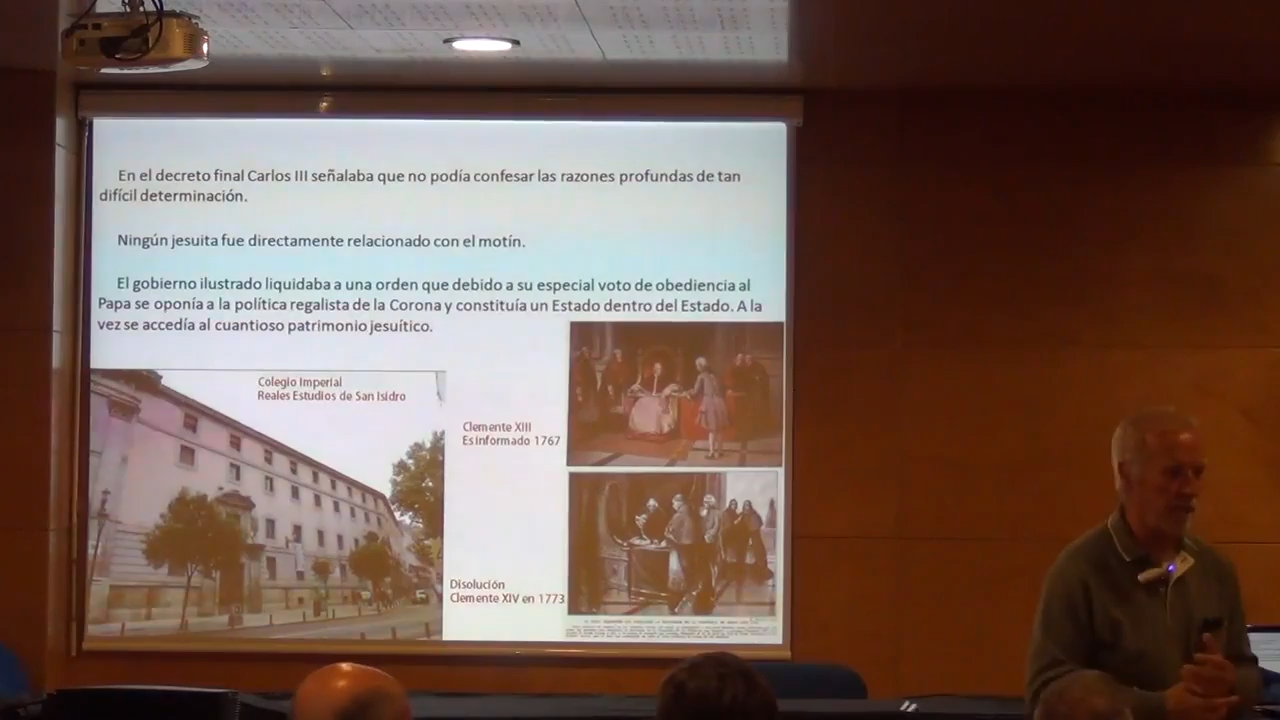 En el decreto final Carlos III señalaba que no podía confesar las razones profundas de tan
difícil determinación.
Ningún jesuita fue directamente relacionado con el motín.
El gobierno ilustrado liquidaba a una orden que debido a su especial voto de obediencia al
Papa se oponía a la política regalista de la Corona y constituía un Estado dentro del Estado. A la
vez se accedía al cuantioso patrimonio jesuítico.
Colegio Imperial
Reales Estudios de San Isidro
Clemente XIII
Es informado 1767
Disolución
Clemente XIV en 1773